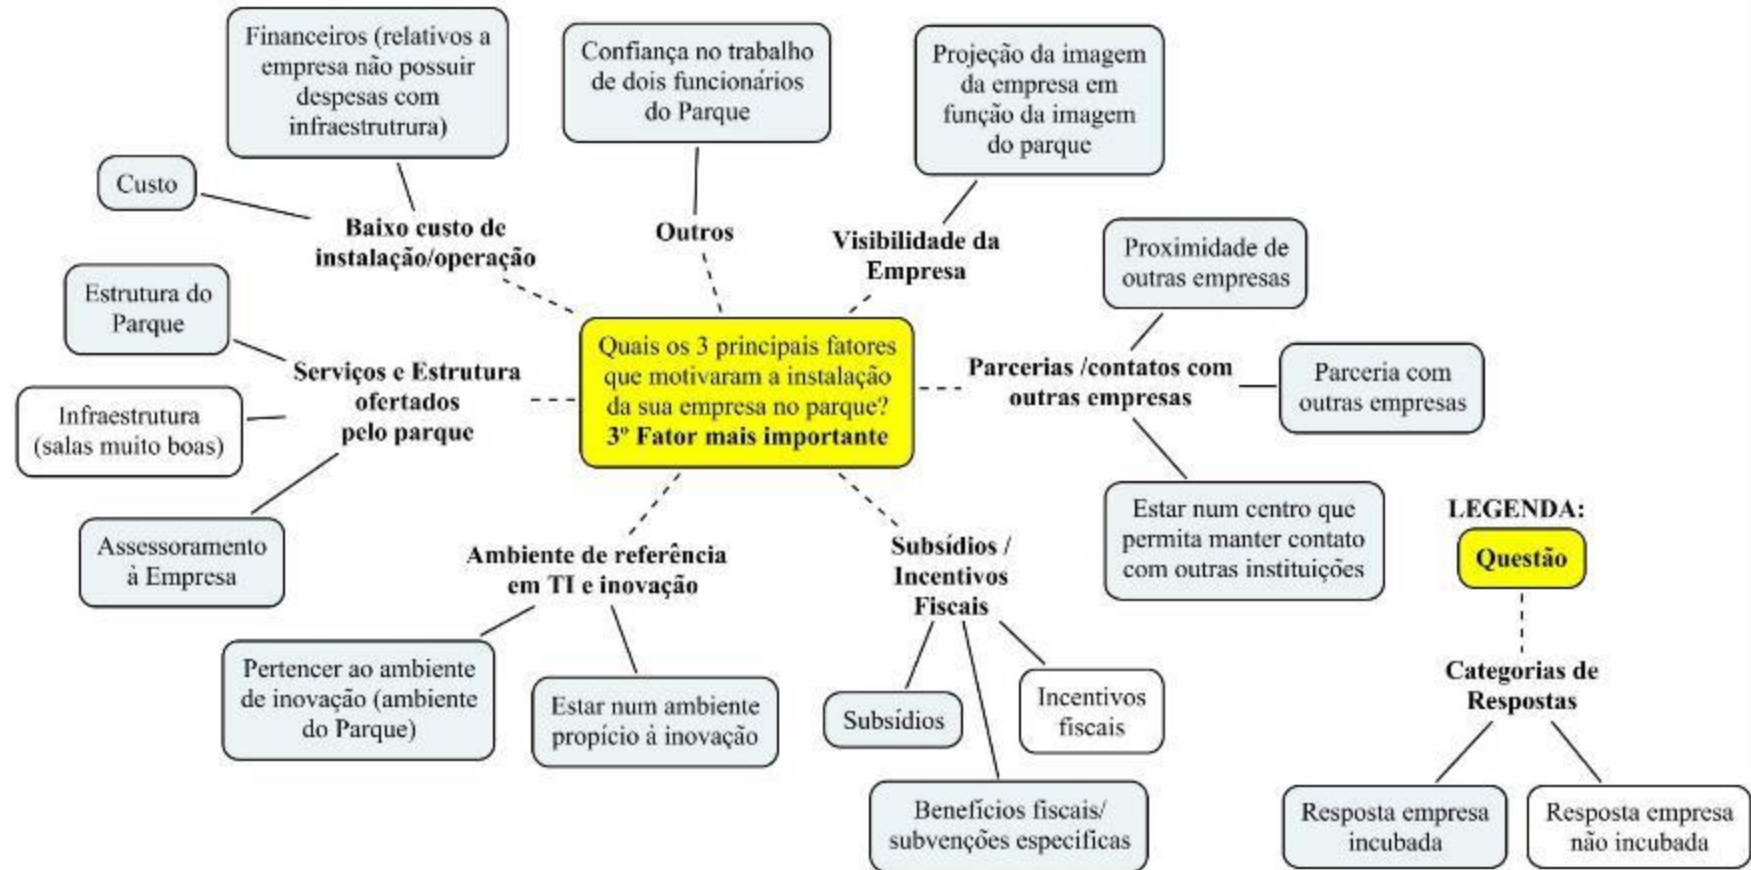 Financeiros (relativos a
empresa não possuir
despesas com
infraestrutrura)
Confiança no trabalho
de dois funcionários
do Parque
Projeção da imagem
da empresa em
função da imagem
do parque
Custo
Baixo custo de
instalação/operação
Outros
Visibilidade da
Empresa
Proximidade de
outras empresas
Estrutura do
Parque
Quais os 3 principais fatores
que motivaram a instalação
da sua empresa no parque?
3º Fator mais importante
Serviços e Estrutura
ofertados
pelo parque
Parcerias /contatos com
outras empresas
Parceria com
outras empresas
Infraestrutura
(salas muito boas)
Assessoramento
à Empresa
Ambiente de referência
em TI e inovação
Subsídios /
Incentivos
Fiscais
Estar num centro que
permita manter contato
com outras instituições
Pertencer ao ambiente
de inovação (ambiente
do Parque)
Estar num ambiente
propício à inovação
Subsídios
Incentivos
fiscais
Benefícios fiscais/
subvenções específicas
LEGENDA:
Questão
Categorias de
Respostas
Resposta empresa
incubada
Resposta empresa
não incubada